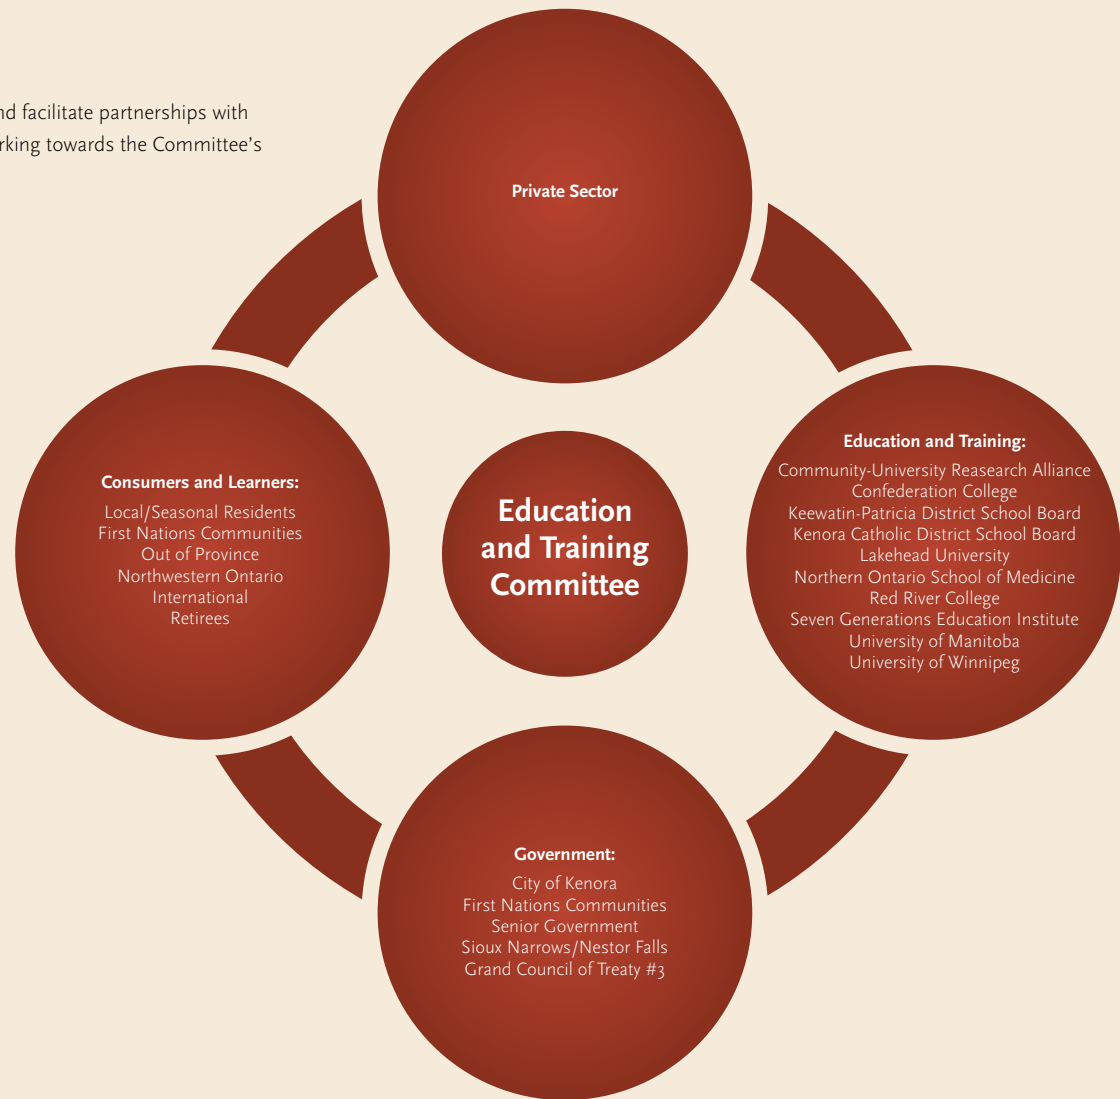 nd facilitate partnerships with
rking towards the Committee's
Private Sector
Consumers and Learners:
Local/Seasonal Residents
First Nations Communities
Out of Province
Northwestern Ontario
International
Retirees
Education
and Training
Committee
Education and Training:
Community-University Reasearch Alliance
Confederation College
Keewatin-Patricia District School Board
Kenora Catholic District School Board
Lakehead University
Northern Ontario School of Medicine
Red River College
Seven Generations Education Institute
University of Manitoba
University of Winnipeg
Government:
City of Kenora
First Nations Communities
Senior Government
Sioux Narrows/Nestor Falls
Grand Council of Treaty #3